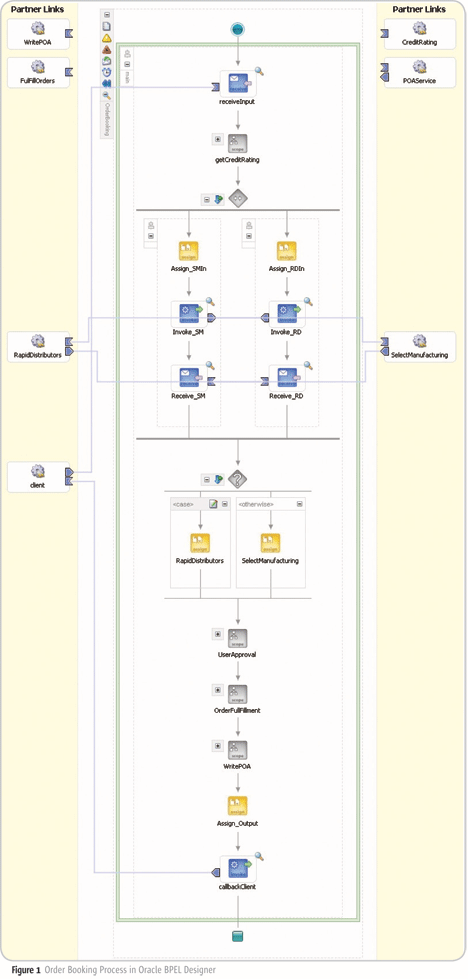 Partner Links
Partner Links
WritePOA
CreditRating
FulFillOrders
POAService
OrderBooking
main
receiveInput
getCreditRating
Assign_SMIn
Assign_RDIn
Invoke_SM
Invoke_RD
RapidDistributors
SelectManufacturing
Receive_SM
Receive_RD
client
<case>
<otherwise>
RapidDistributors
SelectManufacturing
UserApproval
OrderFullFillment
WritePOA
Assign_Output
callbackClient
Figure 1 Order Booking Process in Oracle BPEL Designer